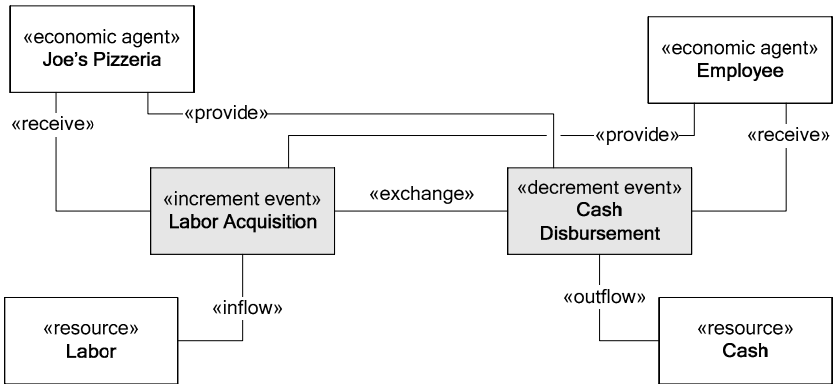 «economic agent»
Joe's Pizzeria
«economic agent»
Employee
«receive»
«provide»
«provide»
«receive»
«increment event»
Labor Acquisition
«exchange»
«decrement event»
Cash
Disbursement
«inflow»
«outflow»
«resource»
Labor
«resource»
Cash